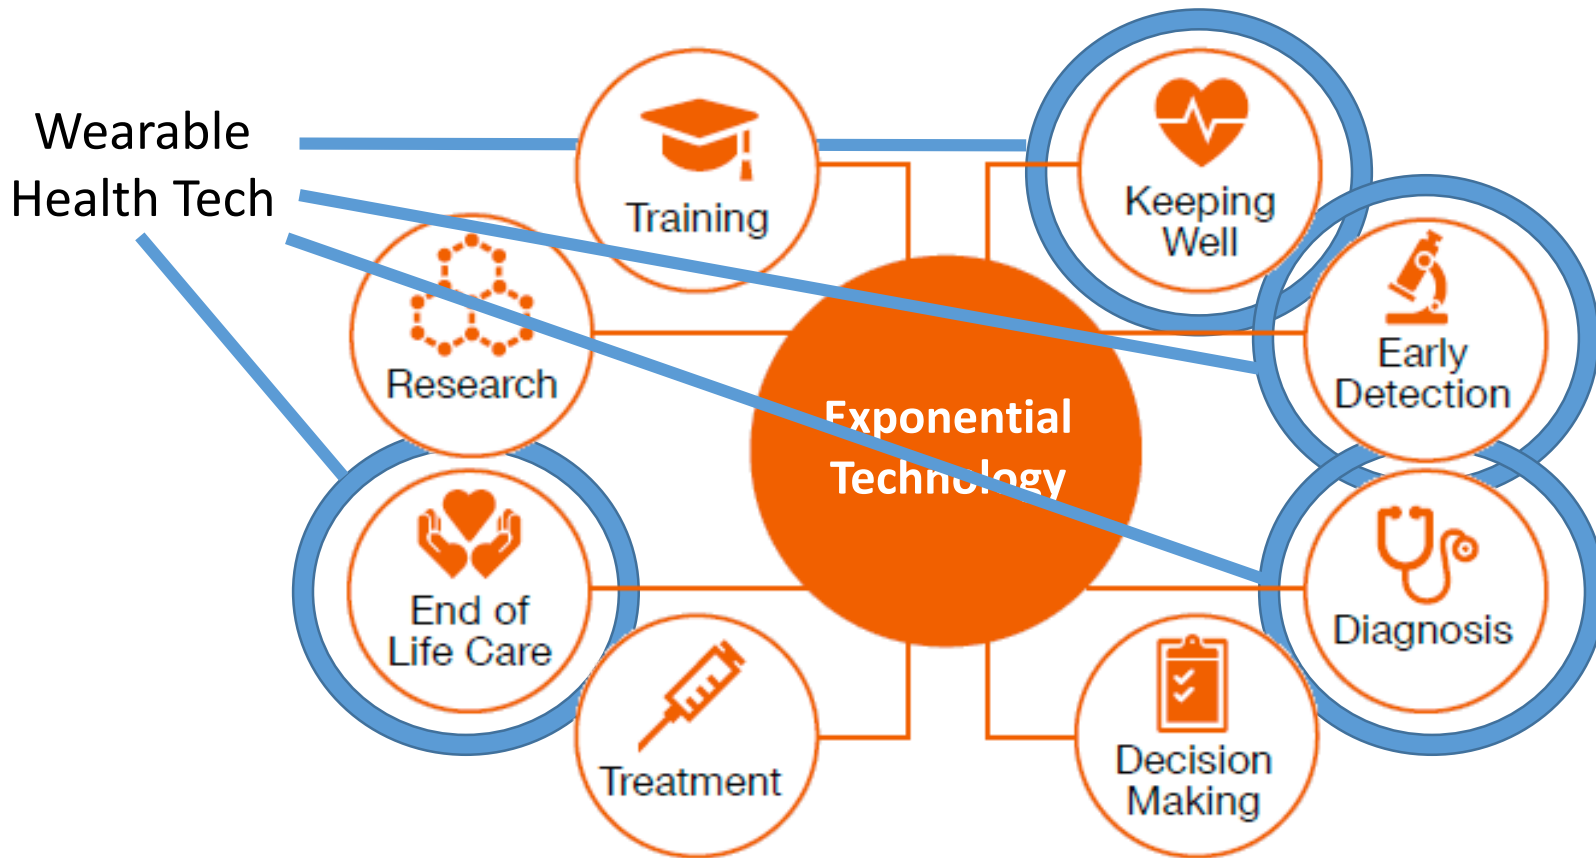 Wearable
Health Tech
Training
Keeping
Well
Early
Detection
Research
Exponential
Technology
End of
Life Care
Diagnosis
Treatment
Decision
Making